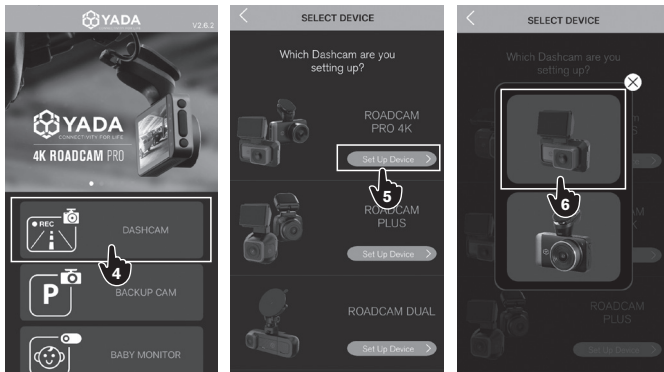 YADA
CONNECTIVITY FOR LIFE
V2.6.2
YADA
CONNECTIVITY FOR LIFE
4K ROADCAM PRO
REC
DASHCAM
4
P
BACKUP CAM
BABY MONITOR
SELECT DEVICE
Which Dashcam are you
setting up?
ROADCAM
PRO 4K
Set Up Device
5
ROADCAM
PLUS
Set Up Device
ROADCAM DUAL
Set Up Device
SELECT DEVICE
Which Dashcam are you
setting up?
6
ROADCAM
PLUS
Set Up Device